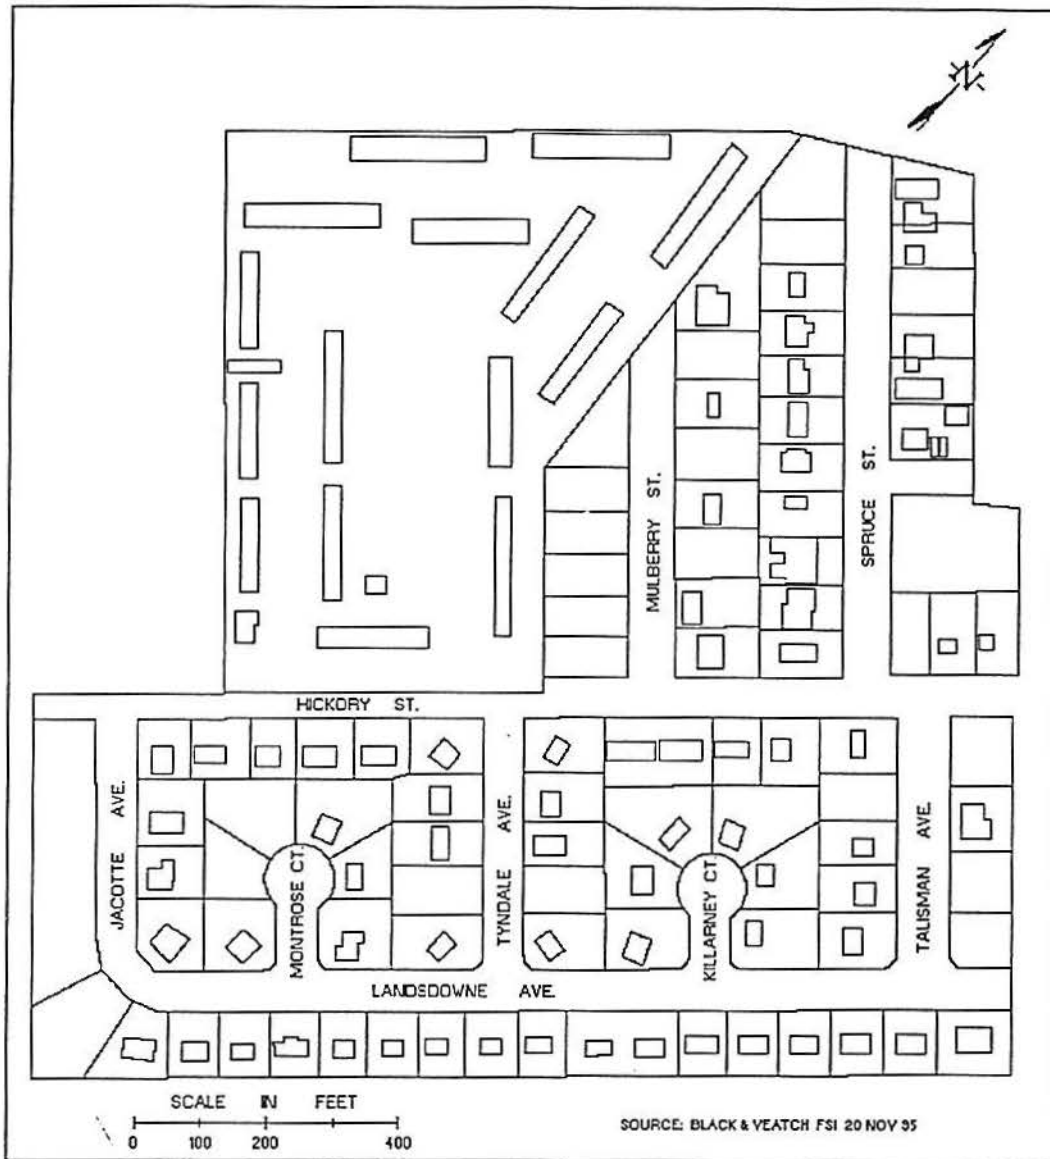 N
MULBERRY ST.
SPRUCE ST.
HICKORY ST.
JACOTTE AVE.
MONTROSE CT.
TYNDALE AVE.
KILLARNEY CT.
TALISMAN AVE.
LANDSDOWNE AVE.
SCALE IN FEET
0 100 200 400
SOURCE: BLACK & VEATCH FSI 20 NOV 95